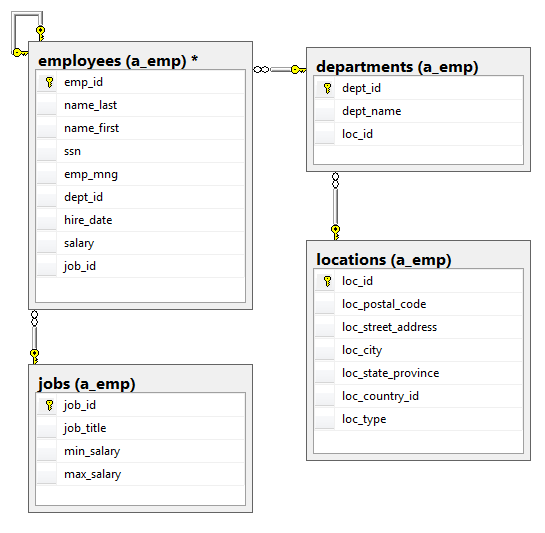 employees (a_emp) *
emp_id
name_last
name_first
ssn
emp_mng
dept_id
hire_date
salary
job_id
departments (a_emp)
dept_id
dept_name
loc_id
locations (a_emp)
loc_id
loc_postal_code
loc_street_address
loc_city
loc_state_province
loc_country_id
loc_type
jobs (a_emp)
job_id
job_title
min_salary
max_salary